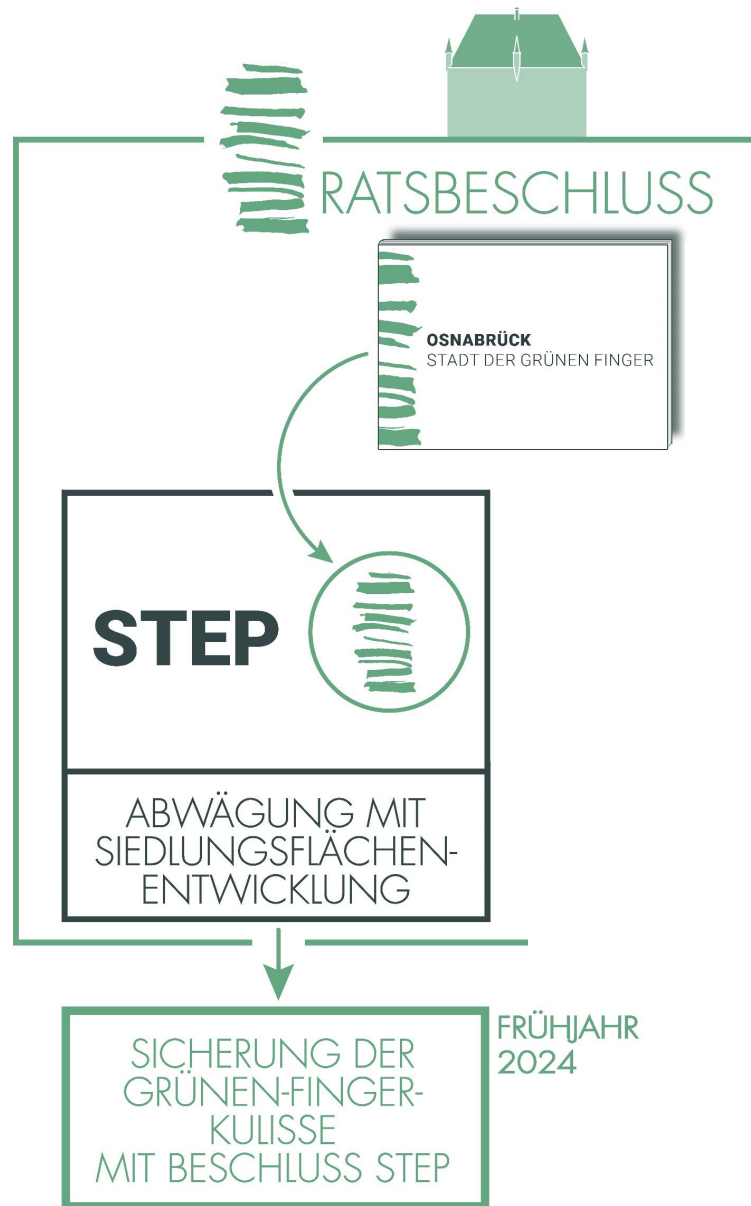 RATSBESCHLUSS
OSNABRÜCK
STADT DER GRÜNEN FINGER
STEP
ABWÄGUNG MIT
SIEDLUNGSFLÄCHEN-
ENTWICKLUNG
SICHERUNG DER
GRÜNEN-FINGER-
KULISSE
MIT BESCHLUSS STEP
FRÜHJAHR
2024